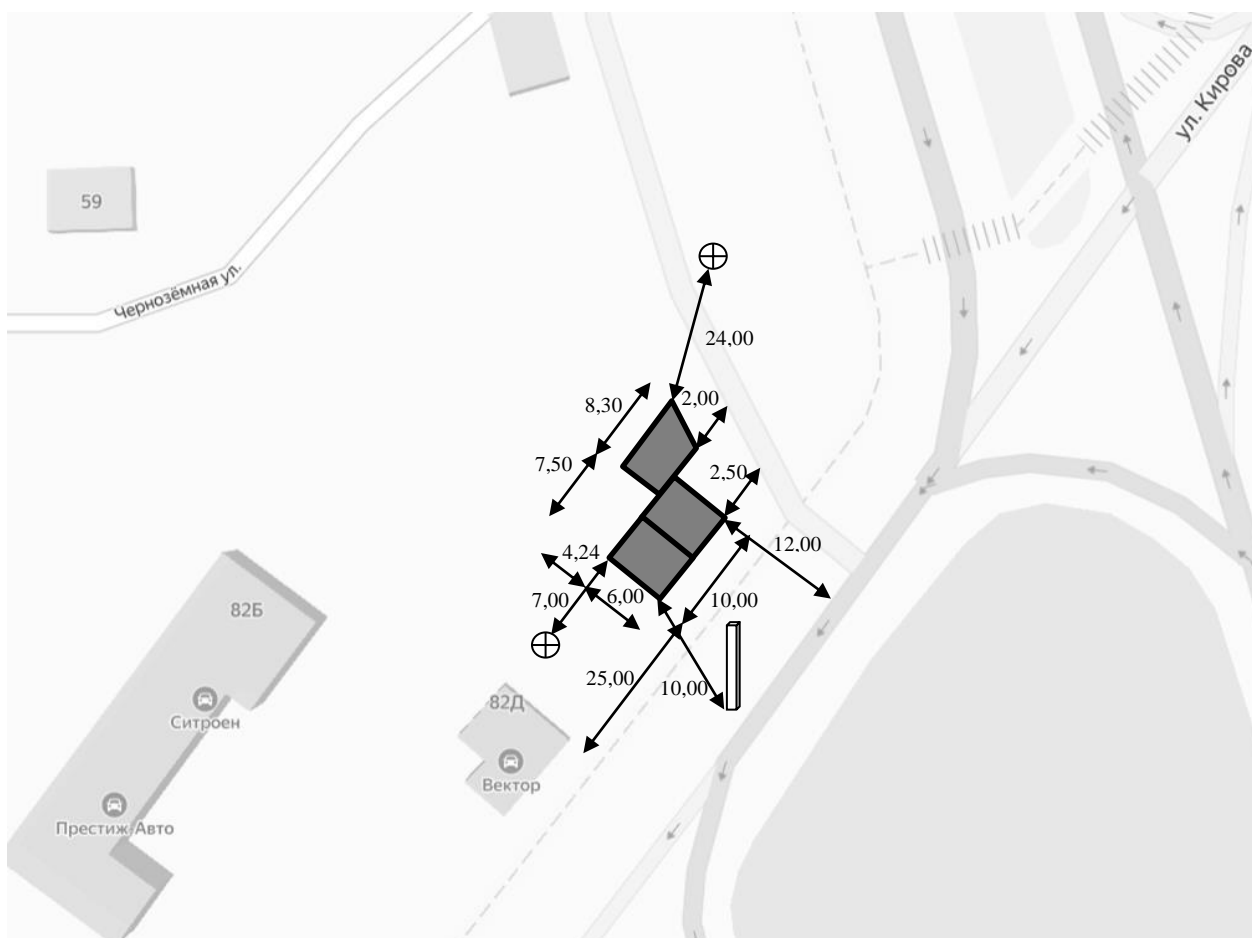 ул. Кирова
59
Чернозёмная ул.
24,00
8,30
2,00
7,50
2,50
4,24
12,00
7,00
6,00
10,00
82Б
25,00
10,00
82Д
Ситроен
Вектор
Престиж Авто